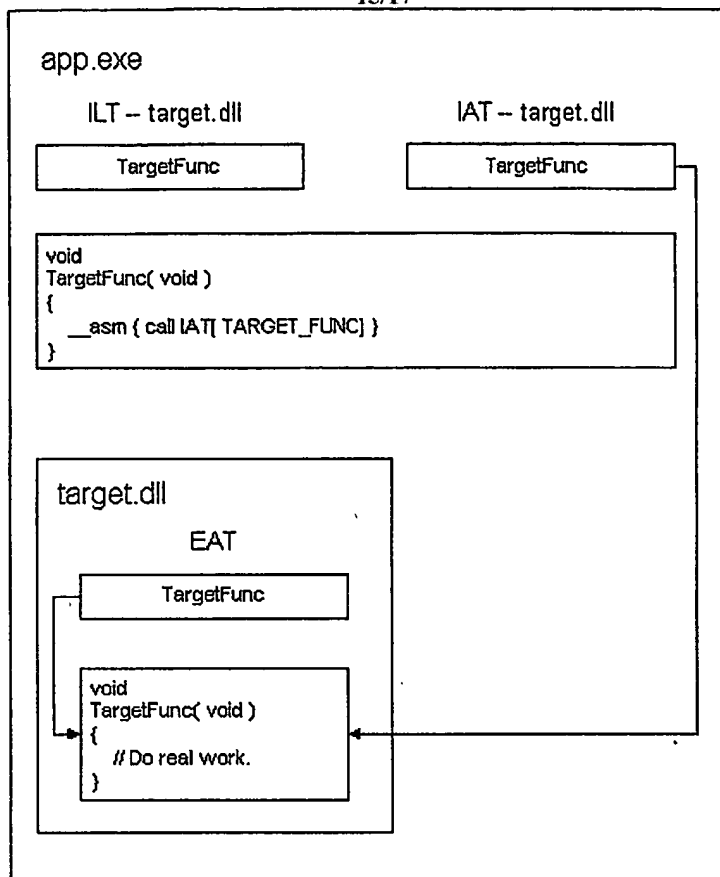 app.exe
ILT – target.dll
IAT – target.dll
TargetFunc
TargetFunc
void
TargetFunc( void )
{
__asm { call IAT[ TARGET_FUNC] }
}
target.dll
EAT
TargetFunc
void
TargetFunc( void )
{
// Do real work.
}